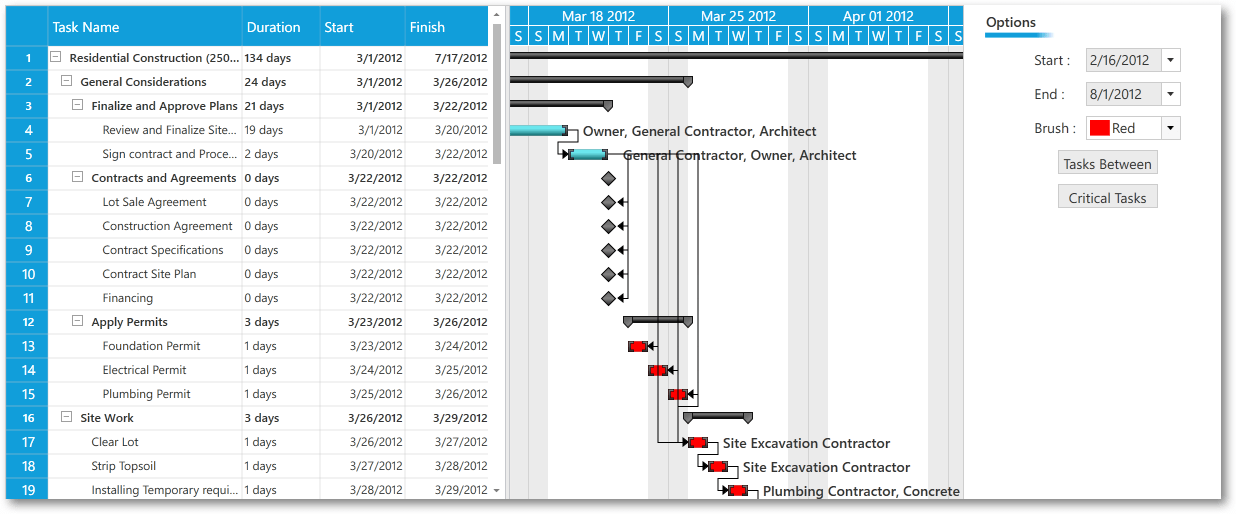 Task Name Duration Start Finish
1 Residential Construction (250... 134 days 3/1/2012 7/17/2012
2 General Considerations 24 days 3/1/2012 3/26/2012
3 Finalize and Approve Plans 21 days 3/1/2012 3/22/2012
4 Review and Finalize Site... 19 days 3/1/2012 3/20/2012
5 Sign contract and Proce... 2 days 3/20/2012 3/22/2012
6 Contracts and Agreements 0 days 3/22/2012 3/22/2012
7 Lot Sale Agreement 0 days 3/22/2012 3/22/2012
8 Construction Agreement 0 days 3/22/2012 3/22/2012
9 Contract Specifications 0 days 3/22/2012 3/22/2012
10 Contract Site Plan 0 days 3/22/2012 3/22/2012
11 Financing 0 days 3/22/2012 3/22/2012
12 Apply Permits 3 days 3/23/2012 3/26/2012
13 Foundation Permit 1 days 3/23/2012 3/24/2012
14 Electrical Permit 1 days 3/24/2012 3/25/2012
15 Plumbing Permit 1 days 3/25/2012 3/26/2012
16 Site Work 3 days 3/26/2012 3/29/2012
17 Clear Lot 1 days 3/26/2012 3/27/2012
18 Strip Topsoil 1 days 3/27/2012 3/28/2012
19 Installing Temporary requi... 1 days 3/28/2012 3/29/2012
Mar 18 2012 Mar 25 2012 Apr 01 2012
S S M T W T F S S M T W T F S S M T W T F S S
Owner, General Contractor, Architect
General Contractor, Owner, Architect
Site Excavation Contractor
Site Excavation Contractor
Plumbing Contractor, Concrete
Options
Start : 2/16/2012
End : 8/1/2012
Brush : Red
Tasks Between
Critical Tasks